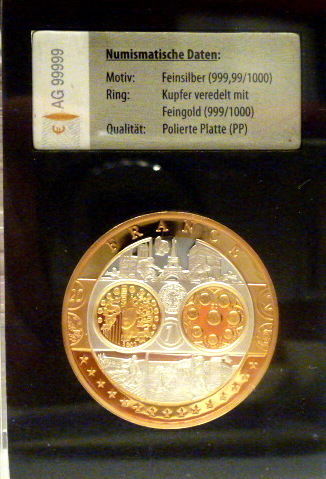 € AG 99999
Numismatische Daten:
Motiv: Feinsilber (999,99/1000)
Ring: Kupfer veredelt mit
Feingold (999/1000)
Qualität: Polierte Platte (PP)
FRANCE